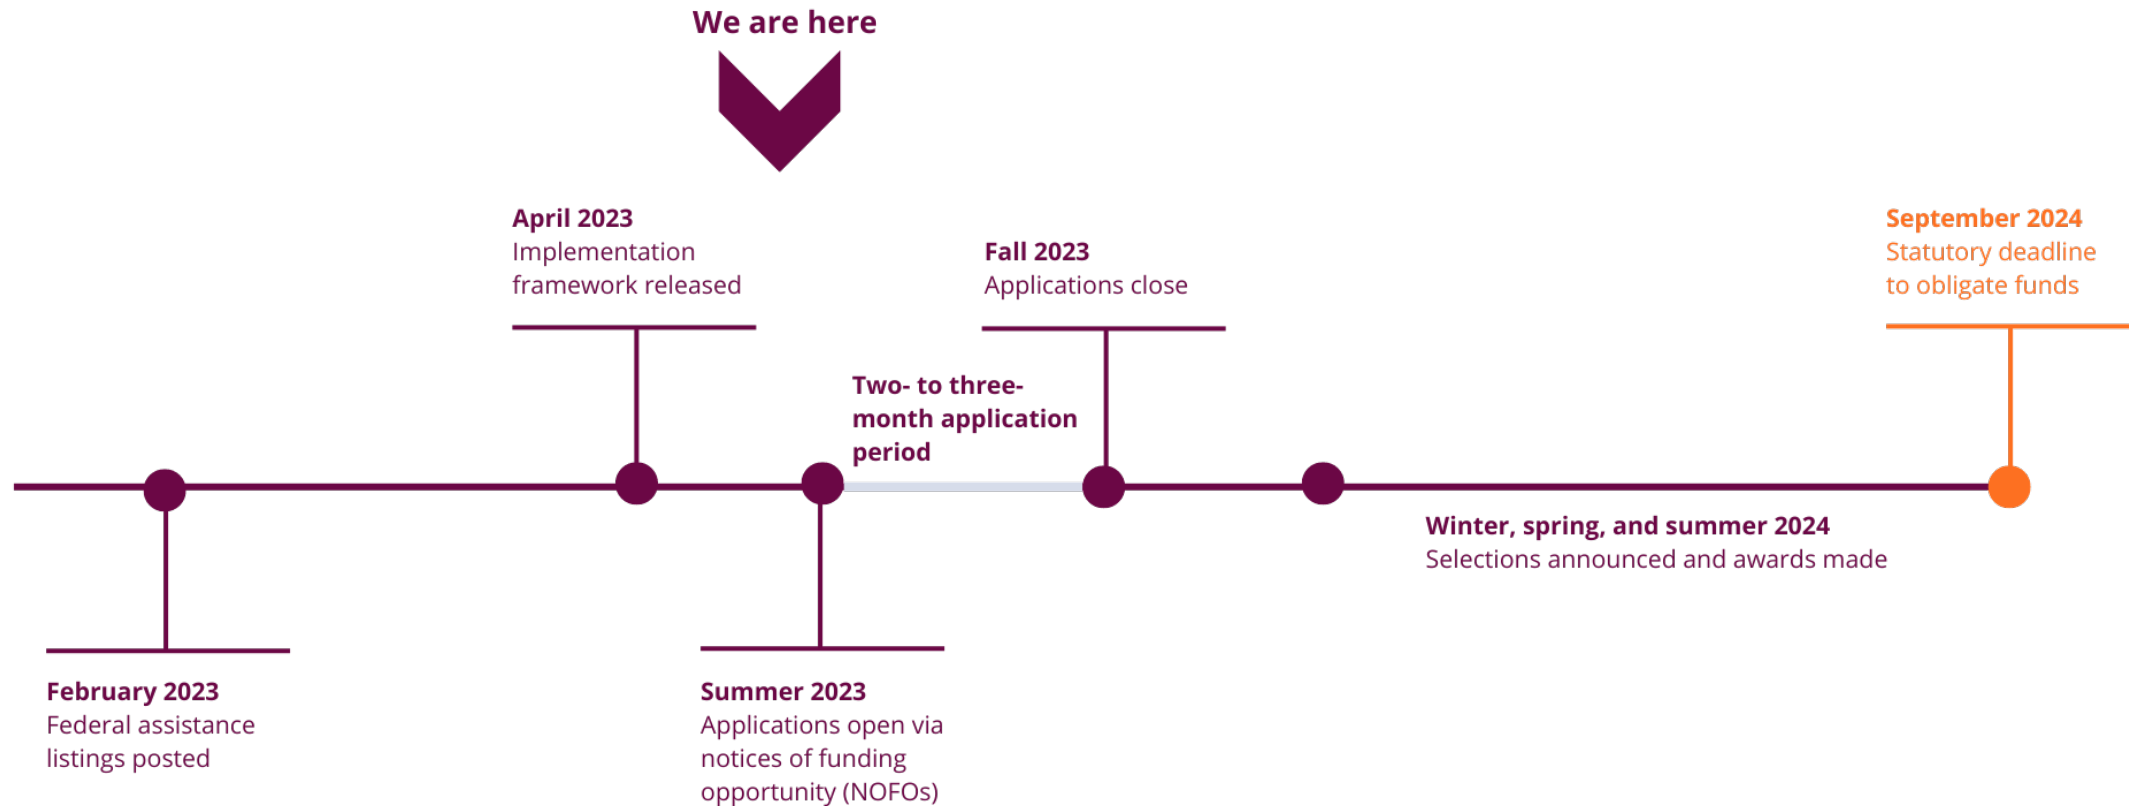 We are here
April 2023
Implementation
framework released
Fall 2023
Applications close
September 2024
Statutory deadline
to obligate funds
Two- to three-
month application
period
Winter, spring, and summer 2024
Selections announced and awards made
February 2023
Federal assistance
listings posted
Summer 2023
Applications open via
notices of funding
opportunity (NOFOs)